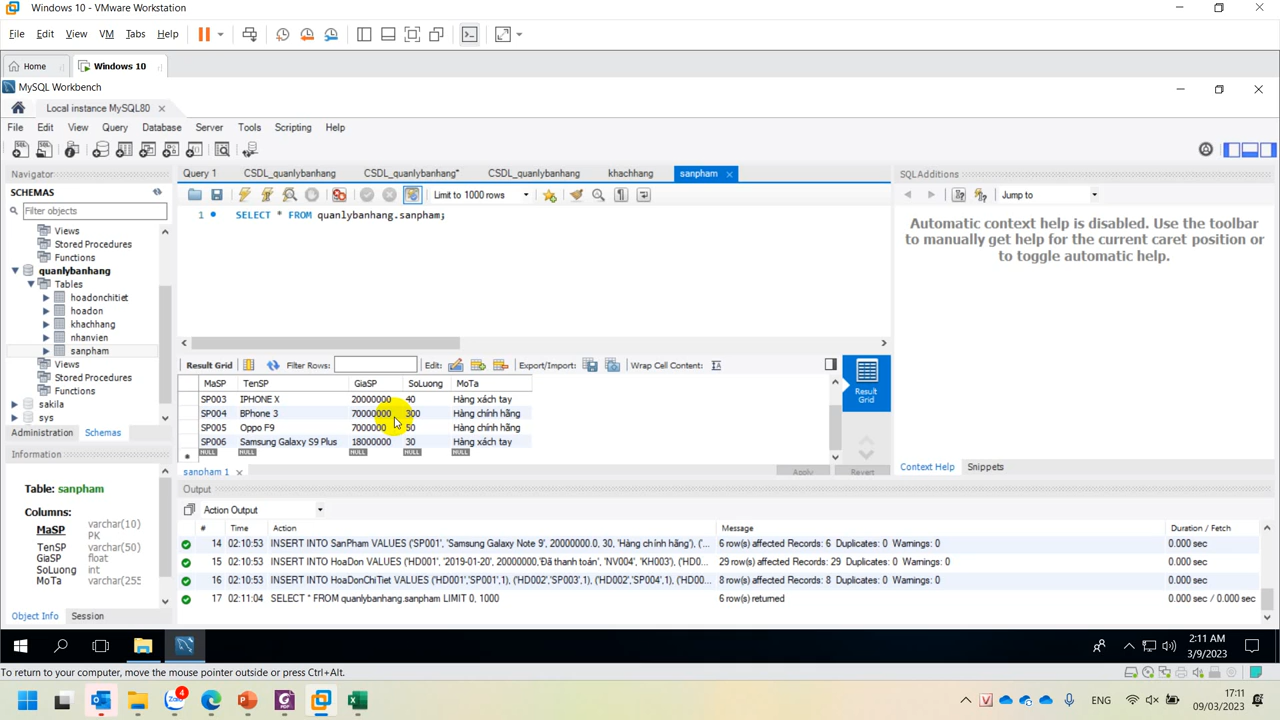 Windows 10 - VMware Workstation
File Edit View VM Tabs Help
Home Windows 10
MySQL Workbench
Local instance MySQL80
File Edit View Query Database Server Tools Scripting Help
Navigator
SCHEMAS
Filter objects
Views
Stored Procedures
Functions
quanlybanhang
Tables
hoadonchitiet
hoadon
khachhang
nhanvien
sanpham
Views
Stored Procedures
Functions
sakila
sys
Administration Schemas
Information
Table: sanpham
Columns:
MaSP varchar(10) PK
TenSP varchar(50)
GiaSP float
SoLuong int
MoTa varchar(255
Object Info Session
Query 1 CSDL_quanlybanhang CSDL_quanlybanhang* CSDL_quanlybanhang khachhang sanpham
Limit to 1000 rows
1 SELECT * FROM quanlybanhang.sanpham;
Result Grid Filter Rows: Edit: Export/Import: Wrap Cell Content:
MaSP TenSP GiaSP SoLuong MoTa
SP003 IPHONE X 20000000 40 Hàng xách tay
SP004 BPhone 3 70000000 300 Hàng chính hãng
SP005 Oppo F9 7000000 50 Hàng chính hãng
SP006 Samsung Galaxy S9 Plus 18000000 30 Hàng xách tay
NULL NULL NULL NULL NULL
Result Grid
sanpham 1
Apply Revert
SQLAdditions
Jump to
Automatic context help is disabled. Use the toolbar
to manually get help for the current caret position or
to toggle automatic help.
Context Help Snippets
Output
Action Output
# Time Action Message Duration / Fetch
14 02:10:53 INSERT INTO SanPham VALUES ('SP001', 'Samsung Galaxy Note 9', 20000000.0, 30, 'Hàng chính hãng'), ('... 6 row(s) affected Records: 6 Duplicates: 0 Warnings: 0 0.000 sec
15 02:10:53 INSERT INTO HoaDon VALUES ('HD001', '2019-01-20', 20000000,'Đã thanh toán', 'NV004', 'KH003'), ('HD... 29 row(s) affected Records: 29 Duplicates: 0 Warnings: 0 0.000 sec
16 02:10:53 INSERT INTO HoaDonChiTiet VALUES ('HD001','SP001',1), ('HD002','SP003',1), ('HD002','SP004',1), ('HD0... 8 row(s) affected Records: 8 Duplicates: 0 Warnings: 0 0.000 sec
17 02:11:04 SELECT * FROM quanlybanhang.sanpham LIMIT 0, 1000 6 row(s) returned 0.000 sec / 0.000 sec
2:11 AM
3/9/2023
To return to your computer, move the mouse pointer outside or press Ctrl+Alt.
Zalo 4
ENG
17:11
09/03/2023